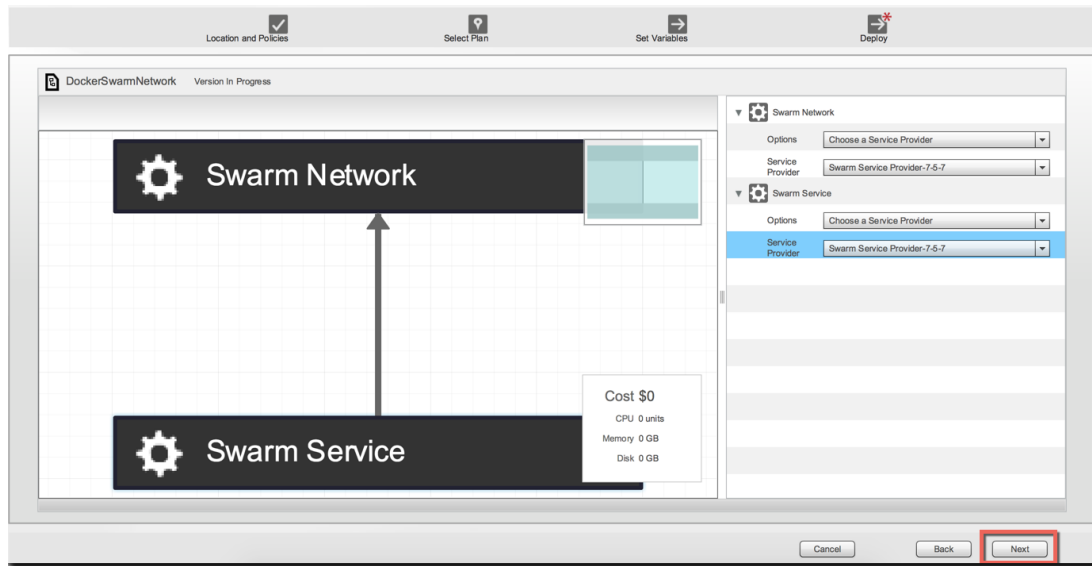 Location and Policies
Select Plan
Set Variables
Deploy
DockerSwarmNetwork Version In Progress
Swarm Network
Swarm Service
Cost $0
CPU 0 units
Memory 0 GB
Disk 0 GB
Swarm Network
Options Choose a Service Provider
Service
Provider Swarm Service Provider-7-5-7
Swarm Service
Options Choose a Service Provider
Service
Provider Swarm Service Provider-7-5-7
Cancel Back Next